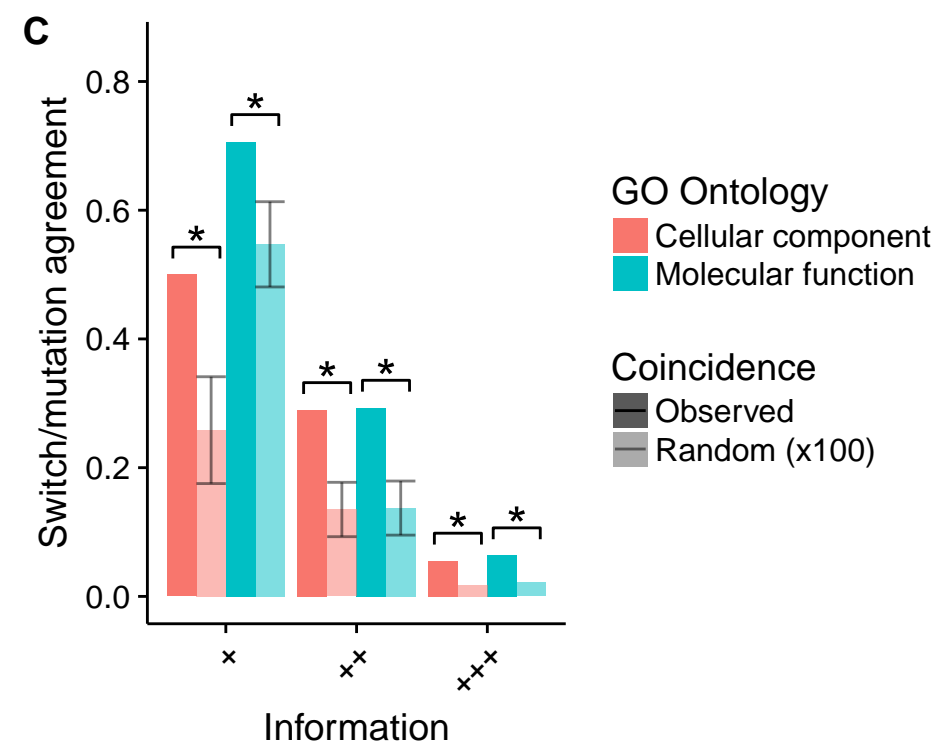 C
Switch/mutation agreement
0.8
0.6
0.4
0.2
0.0
*
*
*
*
*
*
+
++
+++
Information
GO Ontology
Cellular component
Molecular function
Coincidence
Observed
Random (x100)